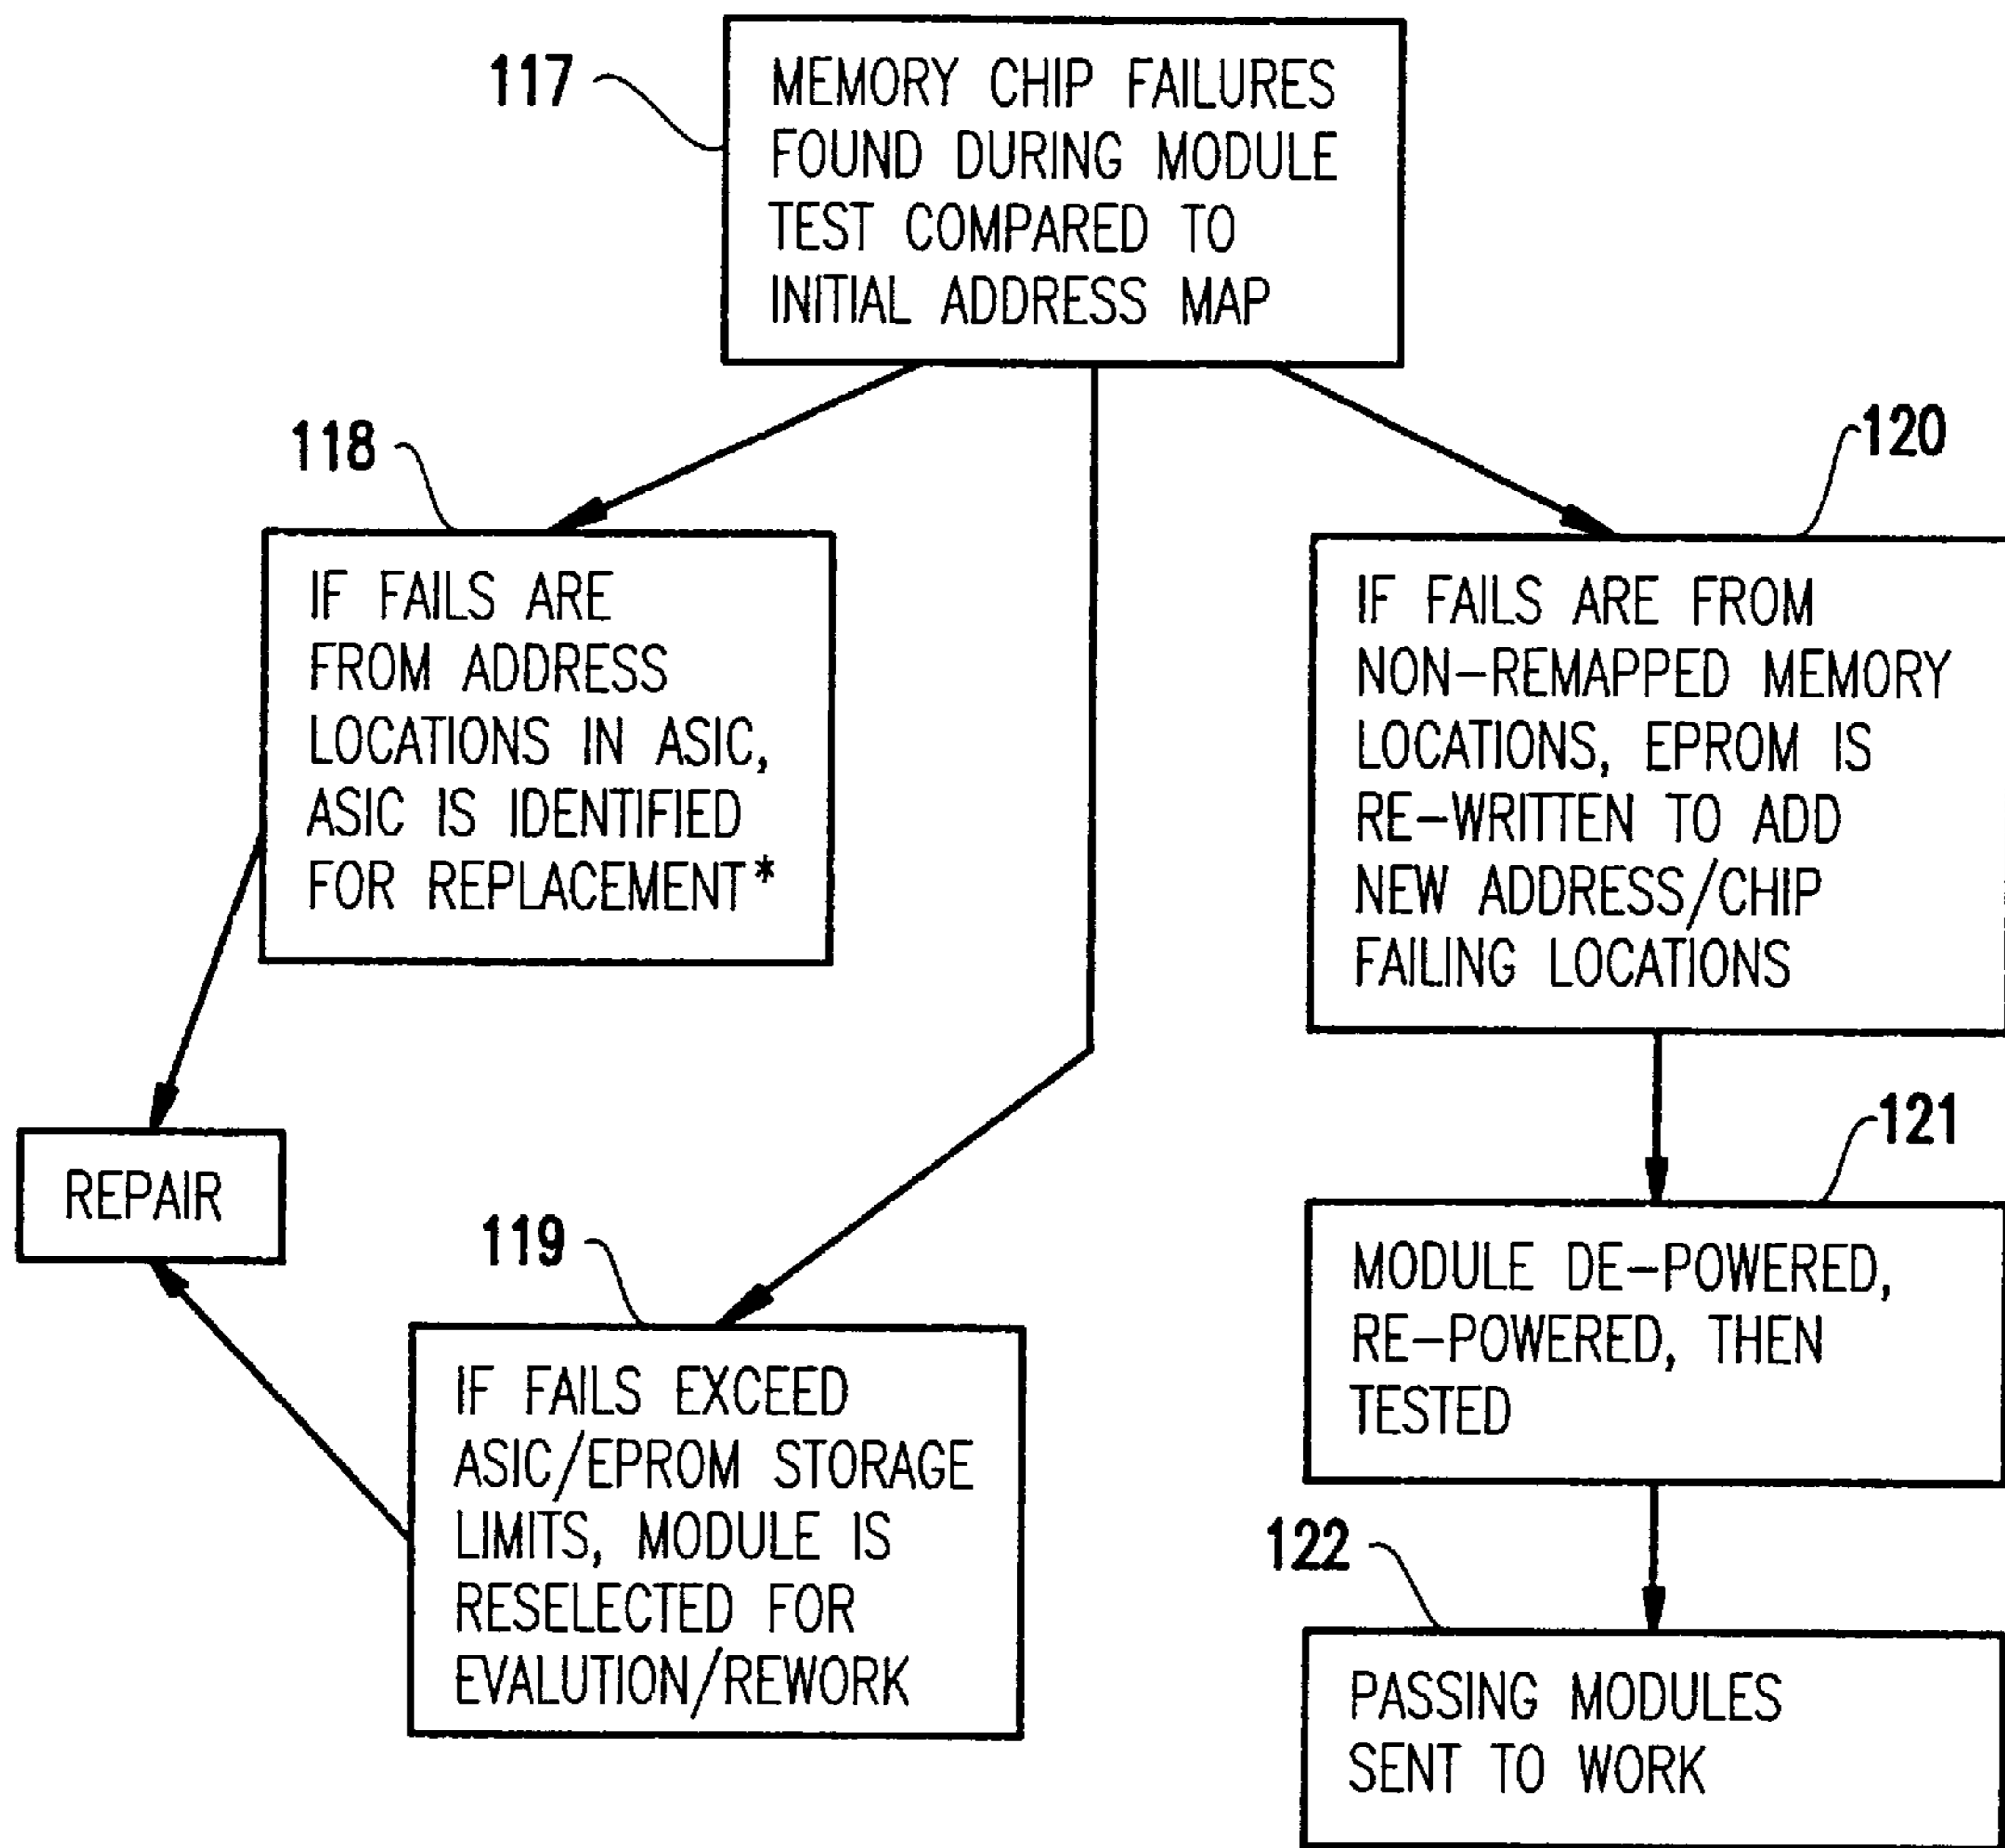 117
MEMORY CHIP FAILURES
FOUND DURING MODULE
TEST COMPARED TO
INITIAL ADDRESS MAP
118
IF FAILS ARE
FROM ADDRESS
LOCATIONS IN ASIC,
ASIC IS IDENTIFIED
FOR REPLACEMENT*
120
IF FAILS ARE FROM
NON-REMAPPED MEMORY
LOCATIONS, EPROM IS
RE-WRITTEN TO ADD
NEW ADDRESS/CHIP
FAILING LOCATIONS
REPAIR
119
IF FAILS EXCEED
ASIC/EPROM STORAGE
LIMITS, MODULE IS
RESELECTED FOR
EVALUTION/REWORK
121
MODULE DE-POWERED,
RE-POWERED, THEN
TESTED
122
PASSING MODULES
SENT TO WORK